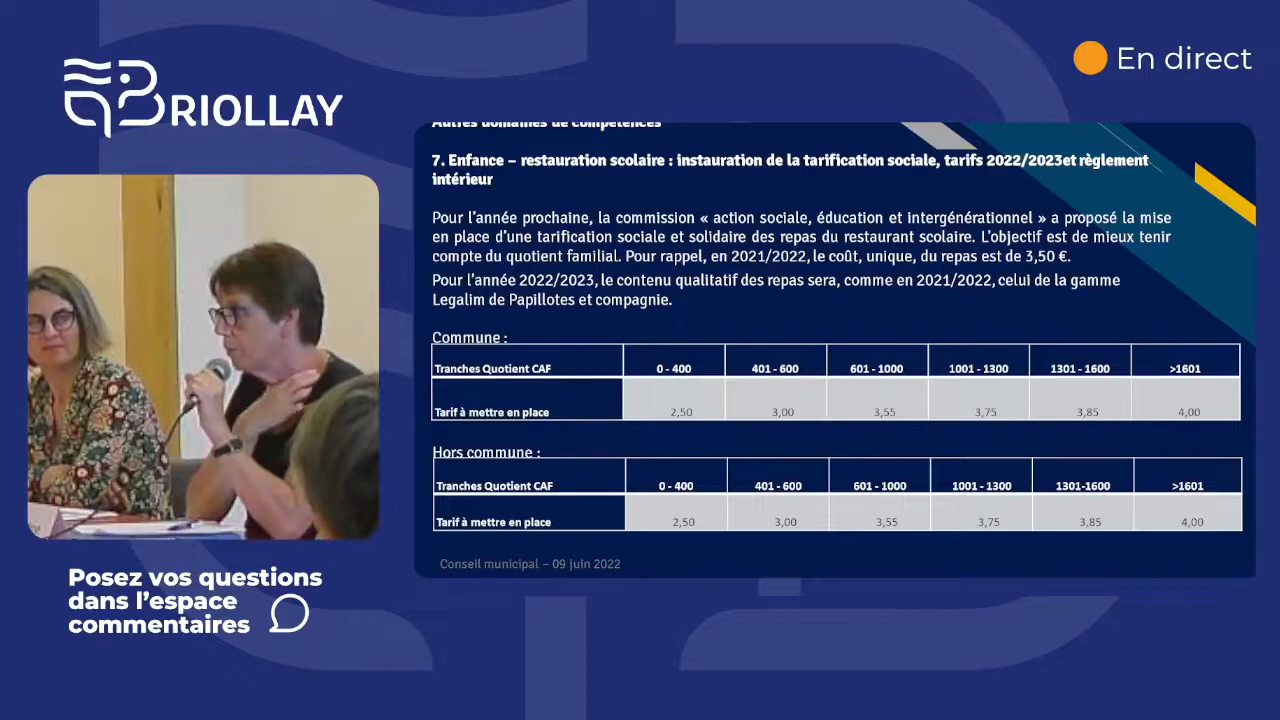 BRIOLLAY
En direct
Autres domaines de compétences
7. Enfance – restauration scolaire : instauration de la tarification sociale, tarifs 2022/2023et règlement
intérieur
Pour l'année prochaine, la commission « action sociale, éducation et intergénérationnel » a proposé la mise
en place d'une tarification sociale et solidaire des repas du restaurant scolaire. L'objectif est de mieux tenir
compte du quotient familial. Pour rappel, en 2021/2022, le coût, unique, du repas est de 3,50 €.
Pour l'année 2022/2023, le contenu qualitatif des repas sera, comme en 2021/2022, celui de la gamme
Legalim de Papillotes et compagnie.
Commune :
Tranches Quotient CAF 0 - 400 401 - 600 601 - 1000 1001 - 1300 1301 - 1600 >1601
Tarif à mettre en place 2,50 3,00 3,55 3,75 3,85 4,00
Hors commune :
Tranches Quotient CAF 0 - 400 401 - 600 601 - 1000 1001 - 1300 1301-1600 >1601
Tarif à mettre en place 2,50 3,00 3,55 3,75 3,85 4,00
Conseil municipal – 09 juin 2022
Posez vos questions
dans l'espace
commentaires